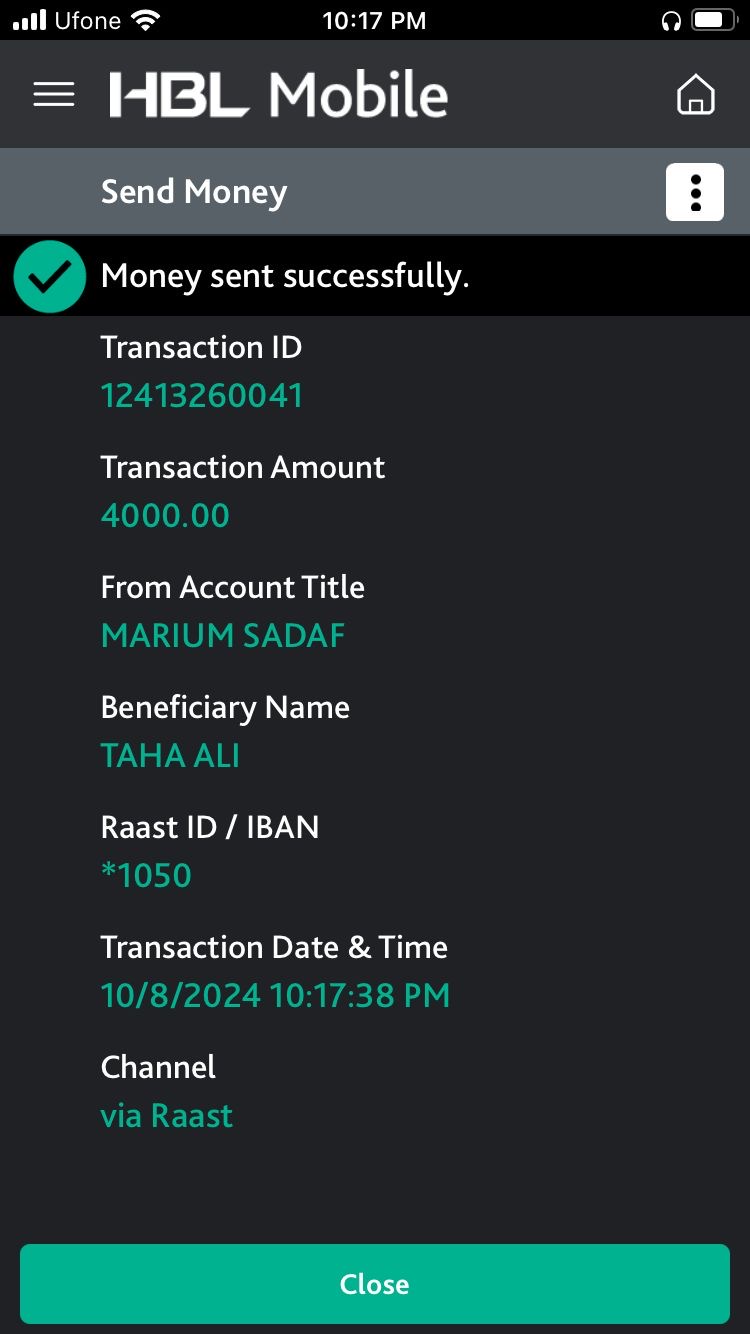 Ufone 10:17 PM
HBL Mobile
Send Money
Money sent successfully.
Transaction ID
12413260041
Transaction Amount
4000.00
From Account Title
MARIUM SADAF
Beneficiary Name
TAHA ALI
Raast ID / IBAN
*1050
Transaction Date & Time
10/8/2024 10:17:38 PM
Channel
via Raast
Close